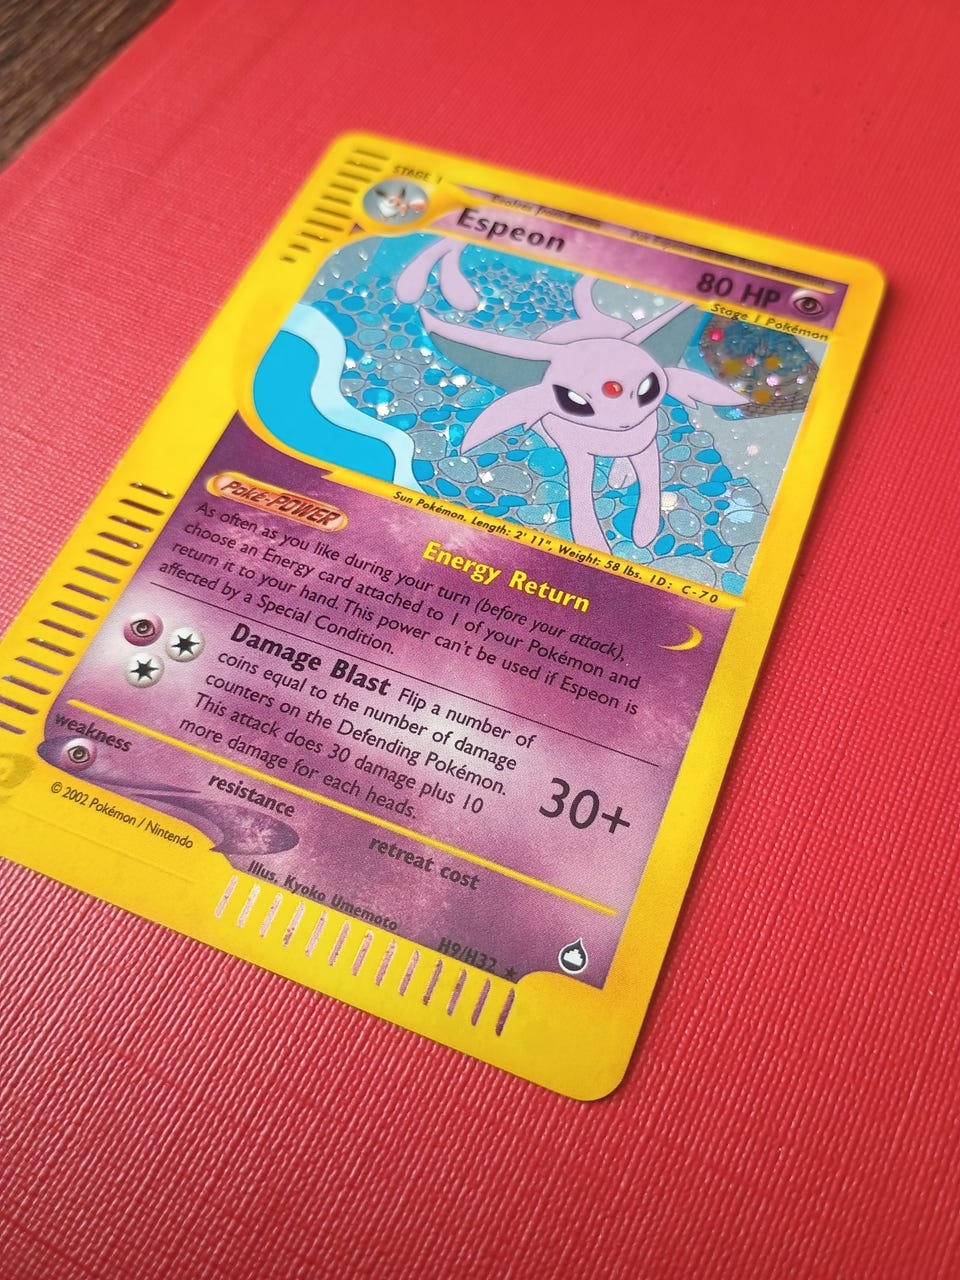 STAGE 1
Espeon
80 HP
Stage 1 Pokémon
Sun Pokémon. Length: 2' 11", Weight: 58 lbs. ID: C-70
Poké-POWER
Energy Return
As often as you like during your turn (before your attack),
choose an Energy card attached to 1 of your Pokémon and
return it to your hand. This power can't be used if Espeon is
affected by a Special Condition.
Damage Blast Flip a number of
coins equal to the number of damage
counters on the Defending Pokémon.
This attack does 30 damage plus 10
more damage for each heads.
30+
weakness
resistance
retreat cost
© 2002 Pokémon / Nintendo
Illus. Kyoko Umemoto
H9/H32 ★